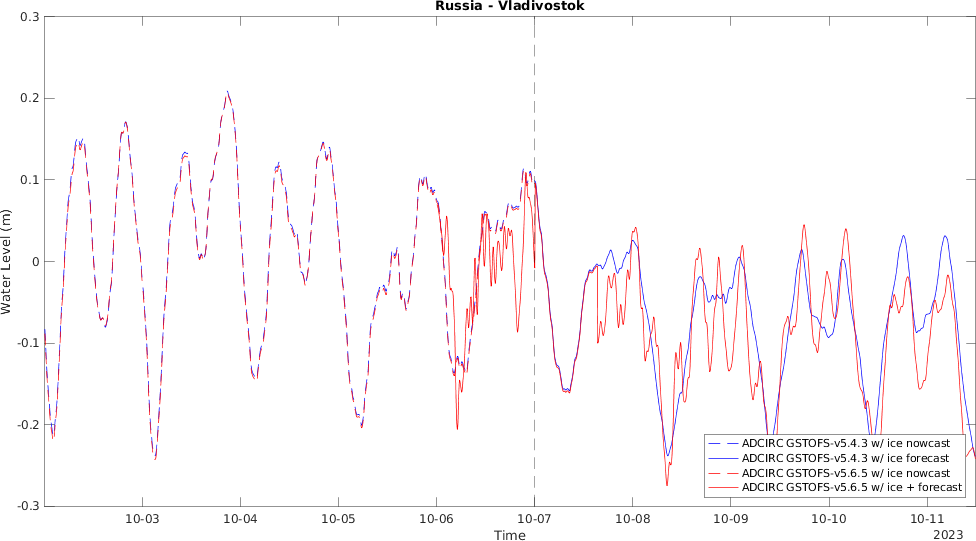 Russia - Vladivostok
0.3
0.2
0.1
0
-0.1
-0.2
-0.3
Water Level (m)
10-03 10-04 10-05 10-06 10-07 10-08 10-09 10-10 10-11
Time
2023
ADCIRC GSTOFS-v5.4.3 w/ ice nowcast
ADCIRC GSTOFS-v5.4.3 w/ ice forecast
ADCIRC GSTOFS-v5.6.5 w/ ice nowcast
ADCIRC GSTOFS-v5.6.5 w/ ice + forecast